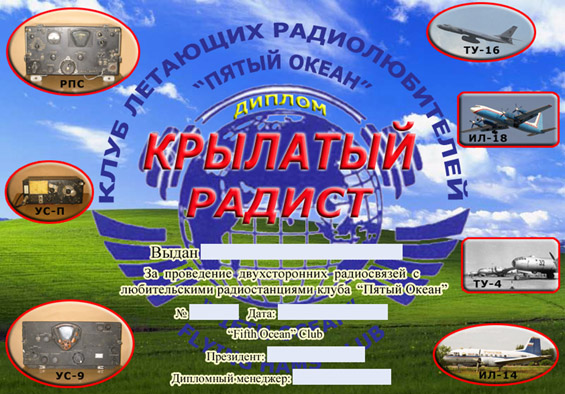 КЛУБ ЛЕТАЮЩИХ РАДИОЛЮБИТЕЛЕЙ
"ПЯТЫЙ ОКЕАН"
ДИПЛОМ
КРЫЛАТЫЙ
РАДИСТ
РПС
УС-П
УС-9
ТУ-16
ИЛ-18
ТУ-4
ИЛ-14
Выдан
За проведение двухсторонних радиосвязей с
любительскими радиостанциями клуба "Пятый Океан"
№ Дата:
"Fifth Ocean" Club
Президент:
Дипломный менеджер:
CLUB